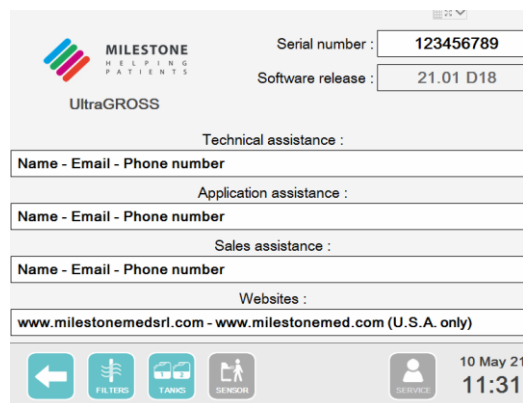 MILESTONE
HELPING
PATIENTS
UltraGROSS
Serial number : 123456789
Software release : 21.01 D18
Technical assistance :
Name - Email - Phone number
Application assistance :
Name - Email - Phone number
Sales assistance :
Name - Email - Phone number
Websites :
www.milestonemedsrl.com - www.milestonemed.com (U.S.A. only)
FILTERS
1 2
TANKS
SENSOR
SERVICE
10 May 21
11:31